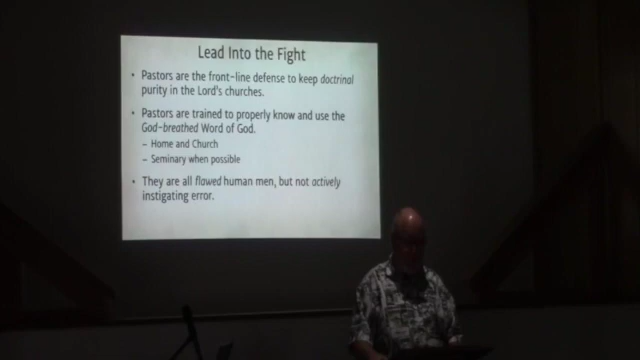 Lead Into the Fight
• Pastors are the front-line defense to keep doctrinal
purity in the Lord's churches.
• Pastors are trained to properly know and use the
God-breathed Word of God.
– Home and Church
– Seminary when possible
• They are all flawed human men, but not actively
instigating error.